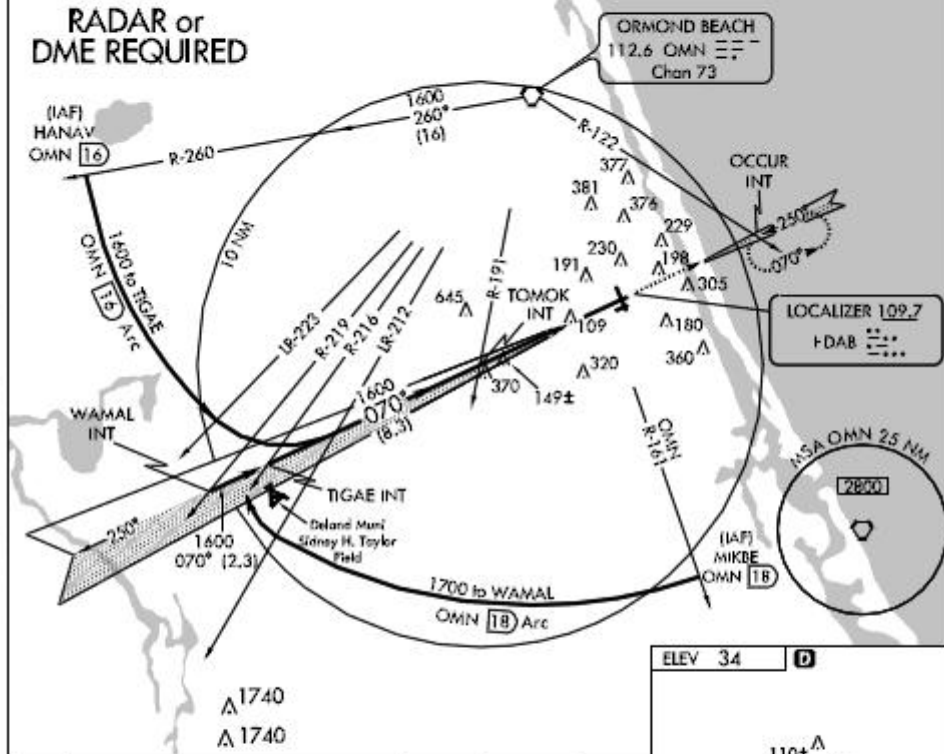 RADAR or
DME REQUIRED
ORMOND BEACH
112.6 OMN
Chan 73
(IAF)
HANAV
OMN 16
1600
260°
(16)
R-260
R-122
OCCUR
INT
377
381
376
229
230
198
191
305
250°
070°
10 NM
1600 to TIGAE
OMN 16 Arc
R-191
645
TOMOK
INT
109
180
LOCALIZER 109.7
I-DAB
LR-223
R-219
R-216
LR-212
320
360
370
149±
1600
070°
(8.3)
WAMAL
INT
OMN
R-161
MSA OMN 25 NM
2800
TIGAE INT
250°
Deland Muni
Sidney H. Taylor
Field
1600
070° (2.3)
(IAF)
MIKBE
OMN 18
1700 to WAMAL
OMN 18 Arc
ELEV 34 D
1740
1740
110±